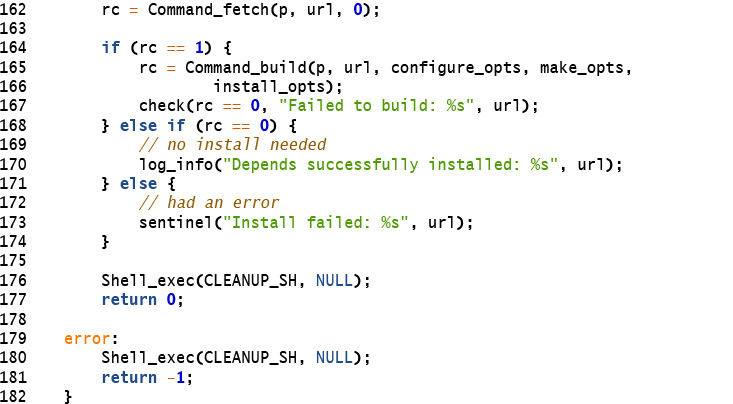 162        rc = Command_fetch(p, url, 0);
163
164        if (rc == 1) {
165            rc = Command_build(p, url, configure_opts, make_opts,
166                    install_opts);
167            check(rc == 0, "Failed to build: %s", url);
168        } else if (rc == 0) {
169            // no install needed
170            log_info("Depends successfully installed: %s", url);
171        } else {
172            // had an error
173            sentinel("Install failed: %s", url);
174        }
175
176        Shell_exec(CLEANUP_SH, NULL);
177        return 0;
178
179    error:
180        Shell_exec(CLEANUP_SH, NULL);
181        return -1;
182    }